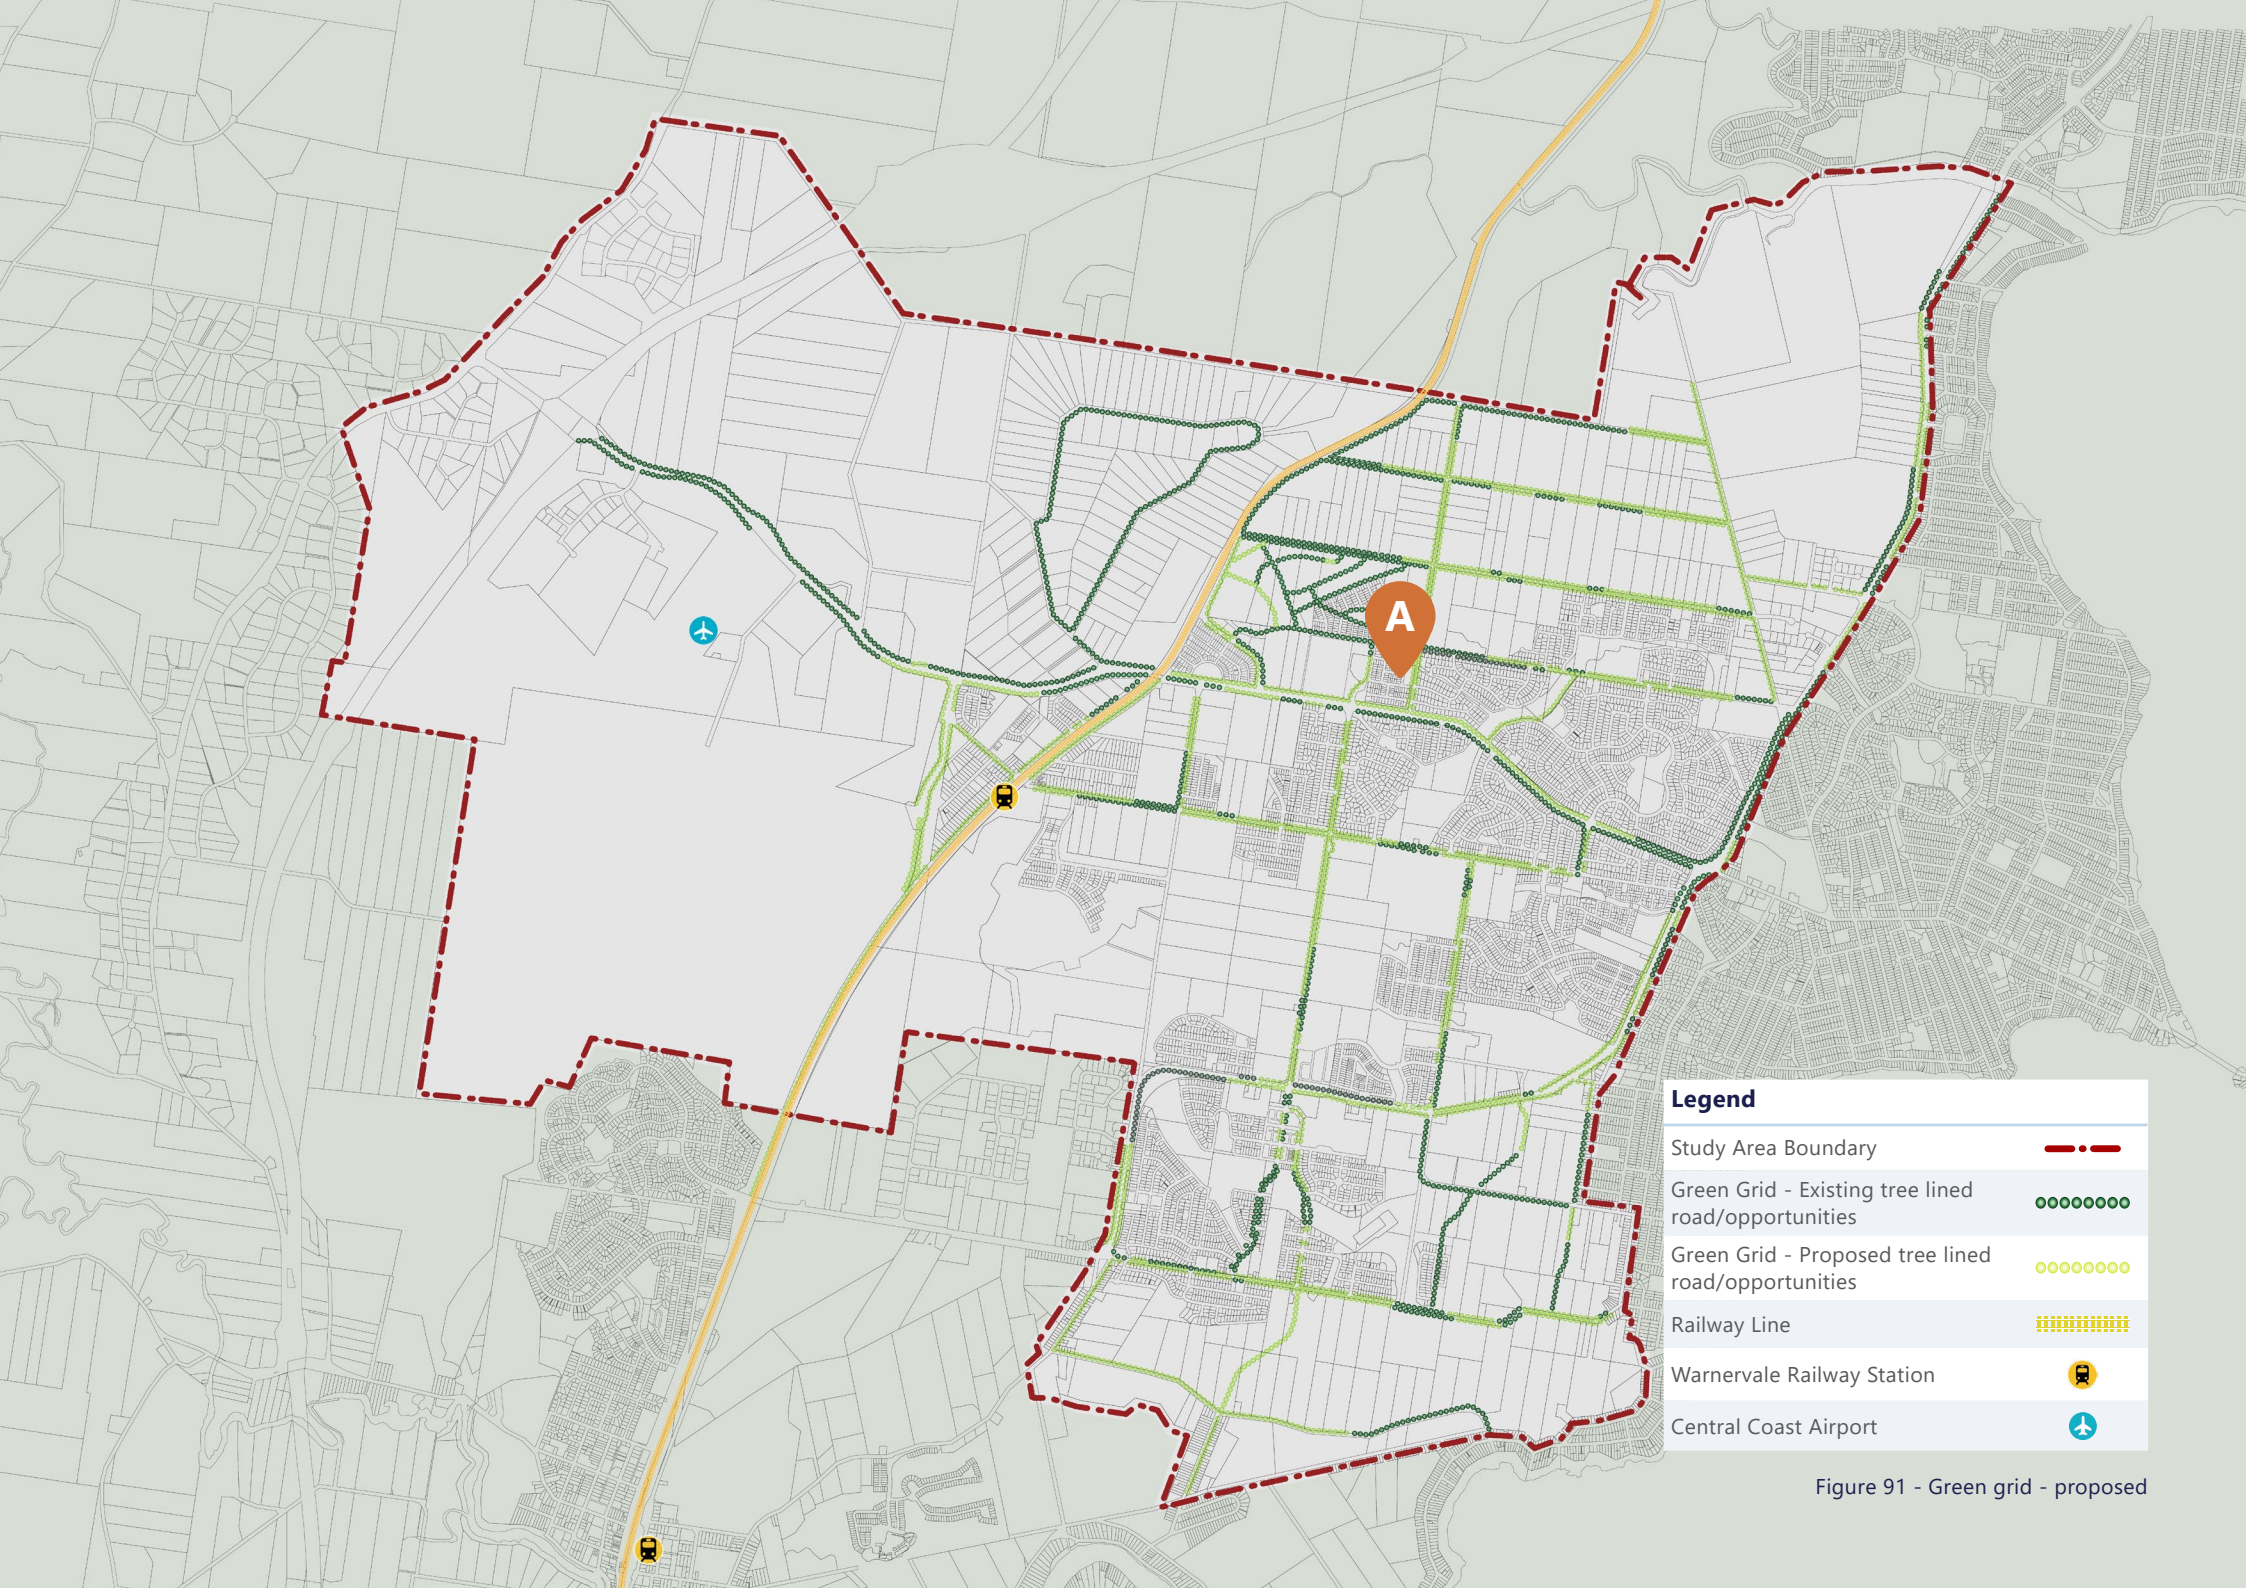 A
Legend
Study Area Boundary
Green Grid - Existing tree lined
road/opportunities
Green Grid - Proposed tree lined
road/opportunities
Railway Line
Warnervale Railway Station
Central Coast Airport
Figure 91 - Green grid - proposed